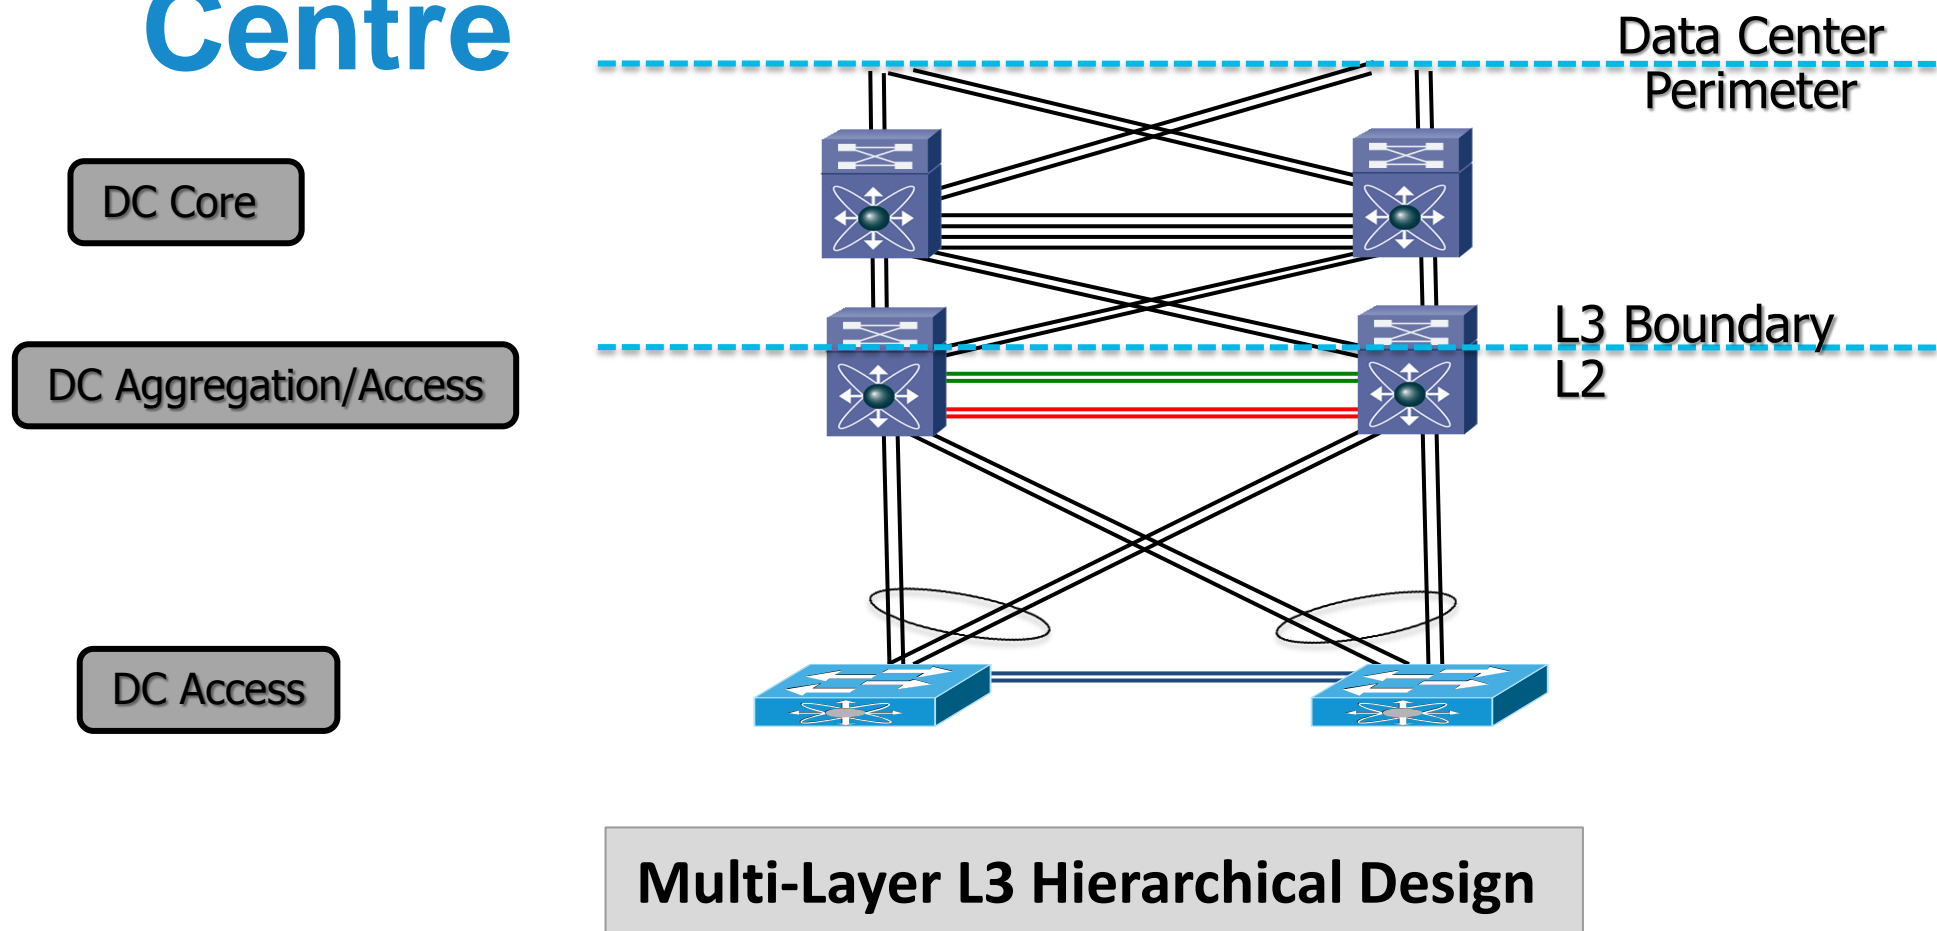 Centre
Data Center
Perimeter
DC Core
L3 Boundary
DC Aggregation/Access
L2
DC Access
Multi-Layer L3 Hierarchical Design